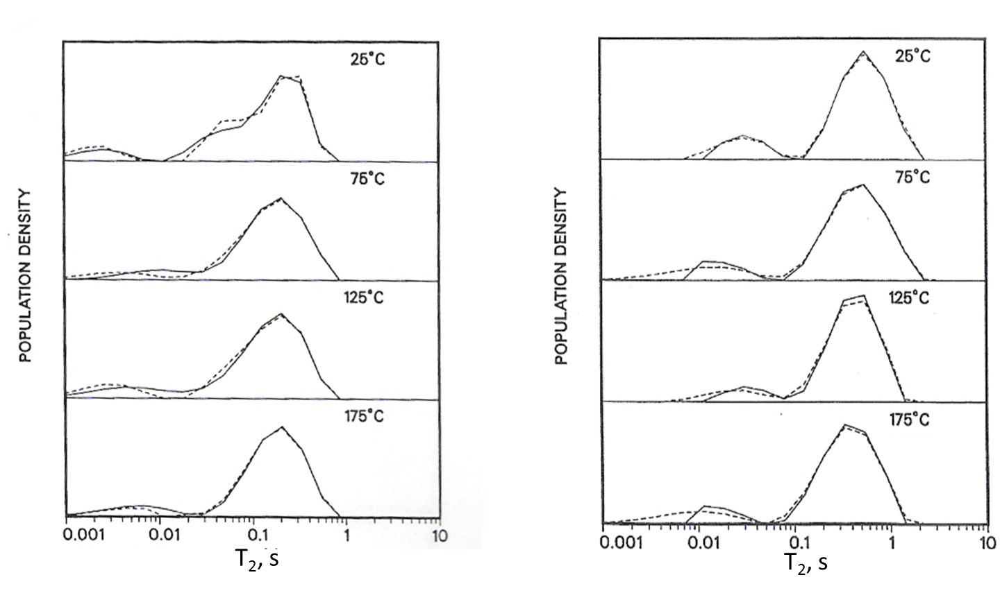 POPULATION DENSITY
25°C
75°C
125°C
175°C
0.001 0.01 0.1 1 10
T₂, s
POPULATION DENSITY
25°C
75°C
125°C
175°C
0.001 0.01 0.1 1 10
T₂, s